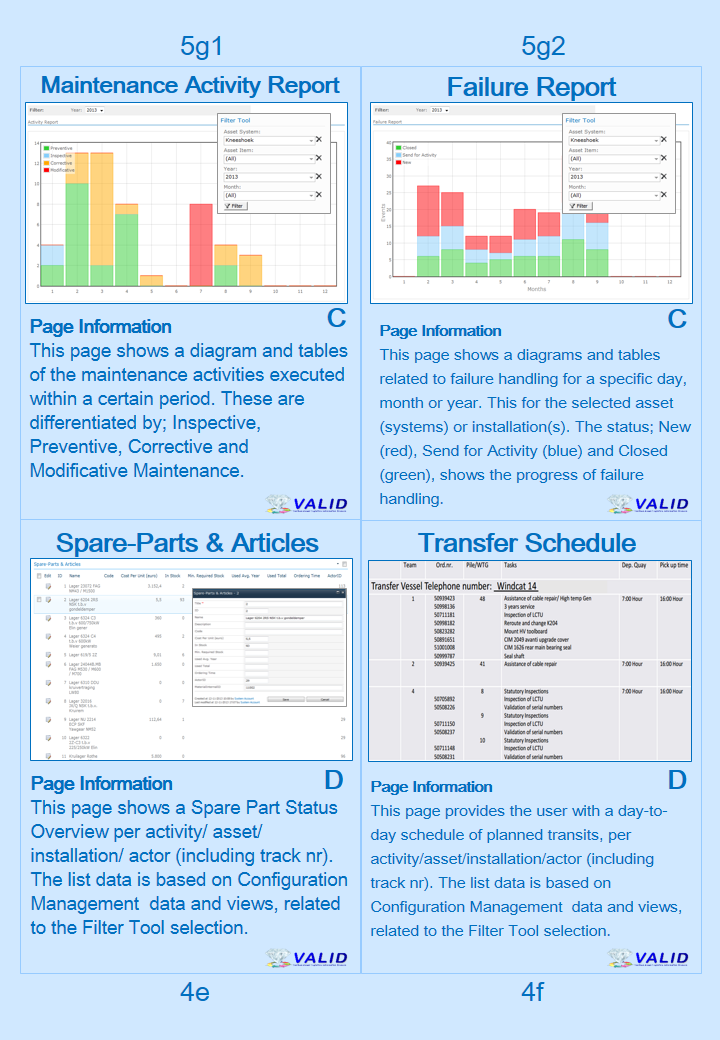 5g1
5g2
Maintenance Activity Report
Filter: Year: 2013
Activity Report
Preventive
Inspective
Corrective
Modificative
Filter Tool
Asset System:
Kneeshoek
Asset Item:
(All)
Year:
2013
Month:
(All)
Filter
14
12
10
8
6
4
2
0
1 2 3 4 5 6 7 8 9 10 11 12
C
Page Information
This page shows a diagram and tables
of the maintenance activities executed
within a certain period. These are
differentiated by; Inspective,
Preventive, Corrective and
Modificative Maintenance.
VALID
Failure Report
Filter: Year: 2013
Failure Report
Closed
Send for Activity
New
Filter Tool
Asset System:
Kneeshoek
Asset Item:
(All)
Year:
2013
Month:
(All)
Filter
40
35
30
25
20
15
10
5
0
Events
1 2 3 4 5 6 7 8 9 10 11 12
Months
C
Page Information
This page shows a diagrams and tables
related to failure handling for a specific day,
month or year. This for the selected asset
(systems) or installation(s). The status; New
(red), Send for Activity (blue) and Closed
(green), shows the progress of failure
handling.
VALID
Spare-Parts & Articles
Spare-Parts & Articles
Edit ID Name Code Cost Per Unit (euro) In Stock Min. Required Stock Used Avg. Year Used Total Ordering Time ActorID
D
Page Information
This page shows a Spare Part Status
Overview per activity/ asset/
installation/ actor (including track nr).
The list data is based on Configuration
Management data and views, related
to the Filter Tool selection.
VALID
Transfer Schedule
Team Ord.nr. Pile/WTG Tasks Dep. Quay Pick up time
Transfer Vessel Telephone number: Windcat 14
1 50939423 48 Assistance of cable repair/ High temp Gen 7:00 Hour 16:00 Hour
50998136 3 years service
50711181 Inspection of LCTU
50998182 Reroute and change K204
50823292 Mount HV toolboard
50891651 CIM 2049 avanti upgrade cover
51001008 CIM 1626 rear main bearing seal
50999787 Seal shaft
2 50939425 41 Assistance of cable repair 7:00 Hour 16:00 Hour
4 8 Statutory Inspections 7:00 Hour 16:00 Hour
50705892 Inspection of LCTU
50508226 Validation of serial numbers
9 Statutory Inspections
50711150 Inspection of LCTU
50508237 Validation of serial numbers
10 Statutory Inspections
50711148 Inspection of LCTU
50508231 Validation of serial numbers
D
Page Information
This page provides the user with a day-to-
day schedule of planned transits, per
activity/asset/installation/actor (including
track nr). The list data is based on
Configuration Management data and views,
related to the Filter Tool selection.
VALID
4e
4f